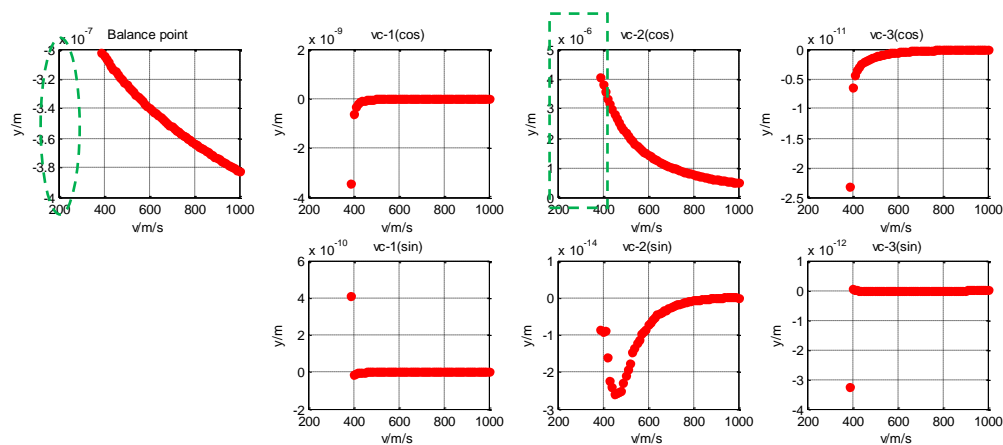 x 10^-7
Balance point
-3
-3.2
-3.4
-3.6
-3.8
-4
y/m
200 400 600 800 1000
v/m/s
x 10^-9
vc-1(cos)
2
0
-2
-4
y/m
200 400 600 800 1000
v/m/s
x 10^-6
vc-2(cos)
5
4
3
2
1
0
y/m
200 400 600 800 1000
v/m/s
x 10^-11
vc-3(cos)
0
-0.5
-1
-1.5
-2
-2.5
y/m
200 400 600 800 1000
v/m/s
x 10^-10
vc-1(sin)
6
4
2
0
-2
y/m
200 400 600 800 1000
v/m/s
x 10^-14
vc-2(sin)
1
0
-1
-2
-3
y/m
200 400 600 800 1000
v/m/s
x 10^-12
vc-3(sin)
1
0
-1
-2
-3
-4
y/m
200 400 600 800 1000
v/m/s